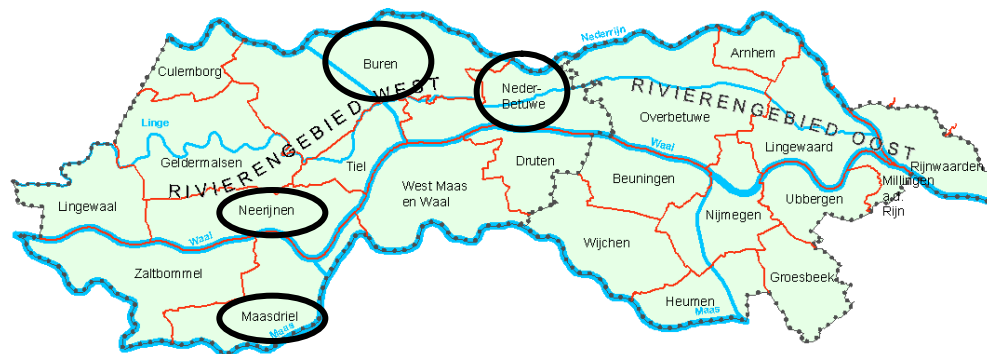 Nederrijn
Arnhem
Buren
Culemborg
Neder-
Betuwe
RIVIERENGEBIED WEST
RIVIERENGEBIED OOST
Overbetuwe
Linge
Geldermalsen
Tiel
Waal
Lingewaard
Druten
Rijnwaarden
Beuningen
Millingen
a.d.
Rijn
West Maas
en Waal
Ubbergen
Lingewaal
Neerijnen
Nijmegen
Waal
Wijchen
Zaltbommel
Groesbeek
Heumen
Maas
Maasdriel
Maas